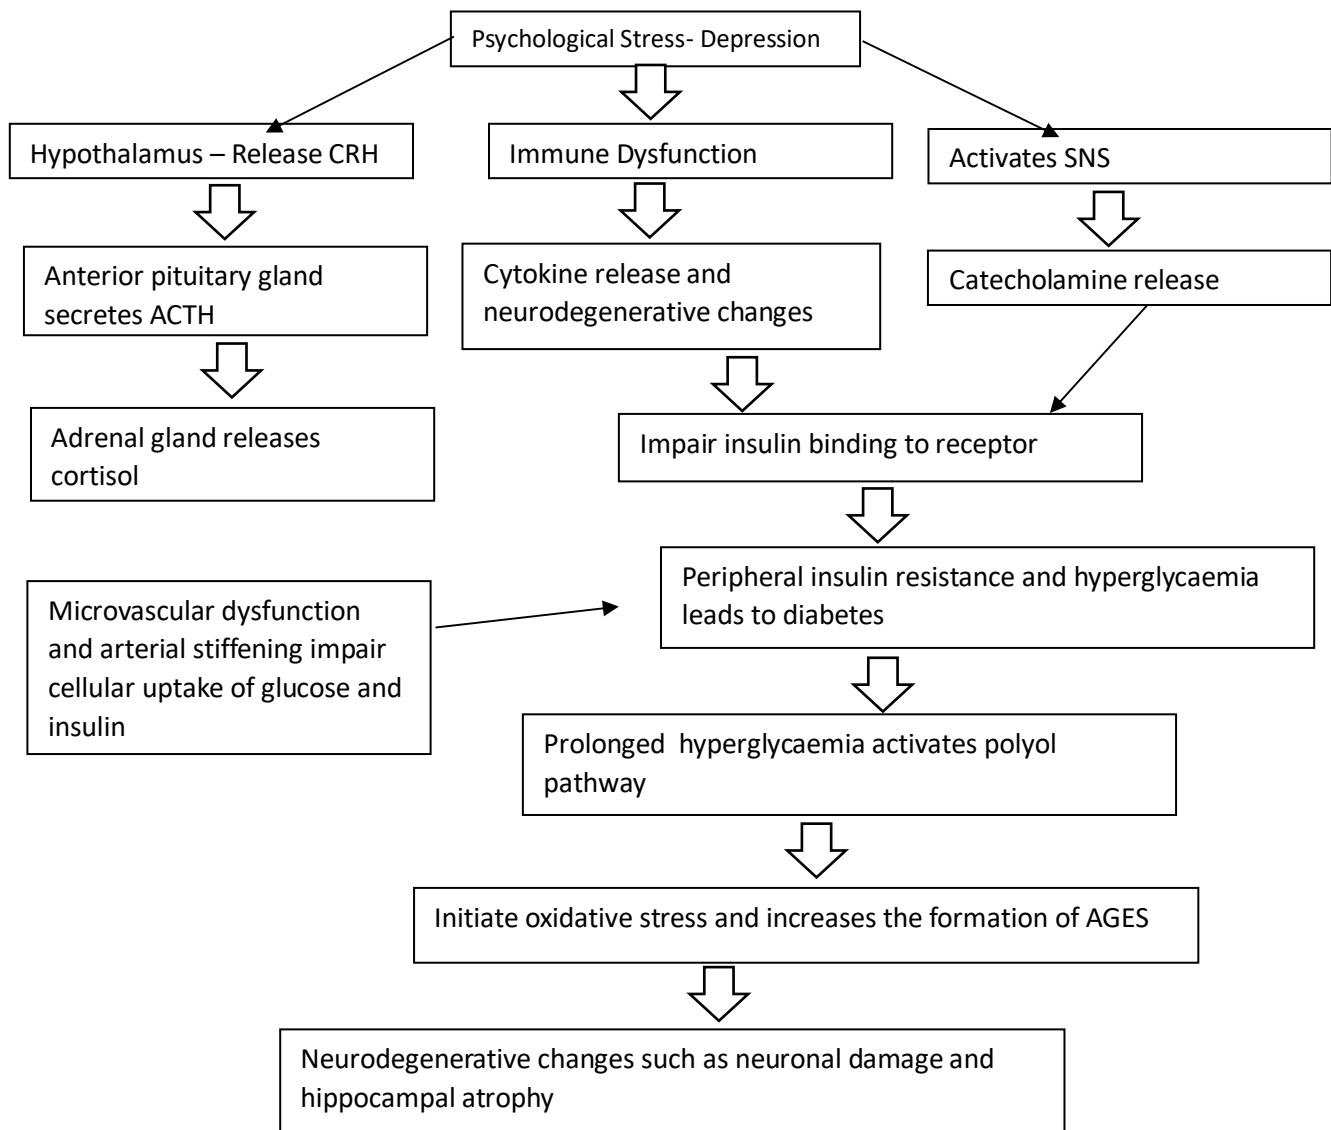 Psychological Stress- Depression
Hypothalamus – Release CRH
Immune Dysfunction
Activates SNS
Anterior pituitary gland
secretes ACTH
Cytokine release and
neurodegenerative changes
Catecholamine release
Adrenal gland releases
cortisol
Impair insulin binding to receptor
Microvascular dysfunction
and arterial stiffening impair
cellular uptake of glucose and
insulin
Peripheral insulin resistance and hyperglycaemia
leads to diabetes
Prolonged  hyperglycaemia activates polyol
pathway
Initiate oxidative stress and increases the formation of AGES
Neurodegenerative changes such as neuronal damage and
hippocampal atrophy